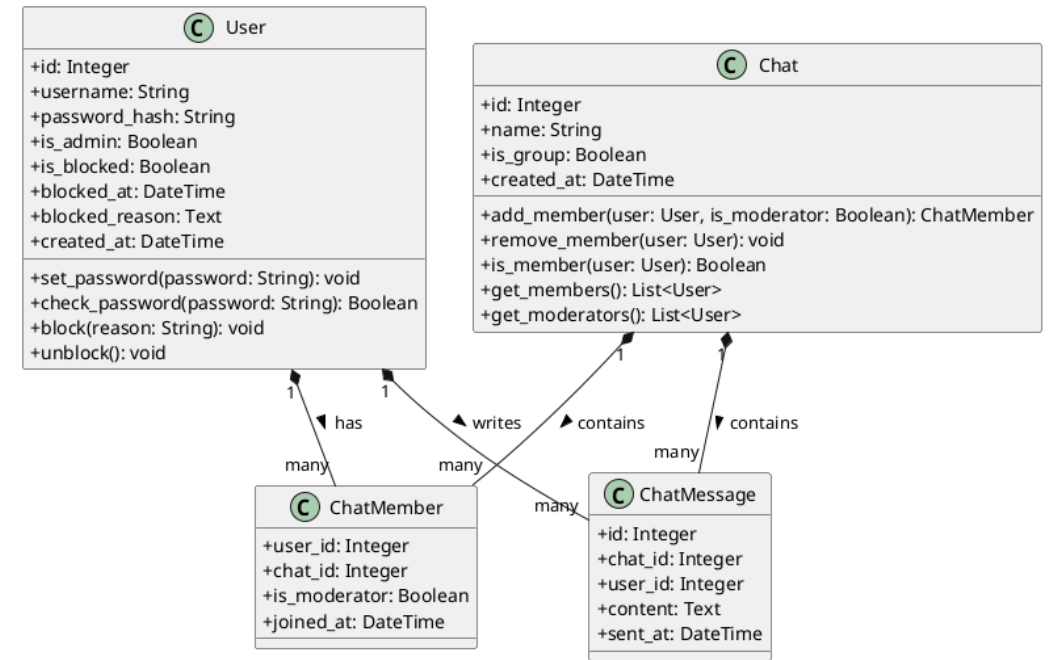 C User
+id: Integer
+username: String
+password_hash: String
+is_admin: Boolean
+is_blocked: Boolean
+blocked_at: DateTime
+blocked_reason: Text
+created_at: DateTime
+set_password(password: String): void
+check_password(password: String): Boolean
+block(reason: String): void
+unblock(): void
C Chat
+id: Integer
+name: String
+is_group: Boolean
+created_at: DateTime
+add_member(user: User, is_moderator: Boolean): ChatMember
+remove_member(user: User): void
+is_member(user: User): Boolean
+get_members(): List<User>
+get_moderators(): List<User>
1
1
1
1
has
writes
contains
contains
many
many
many
many
C ChatMember
+user_id: Integer
+chat_id: Integer
+is_moderator: Boolean
+joined_at: DateTime
C ChatMessage
+id: Integer
+chat_id: Integer
+user_id: Integer
+content: Text
+sent_at: DateTime